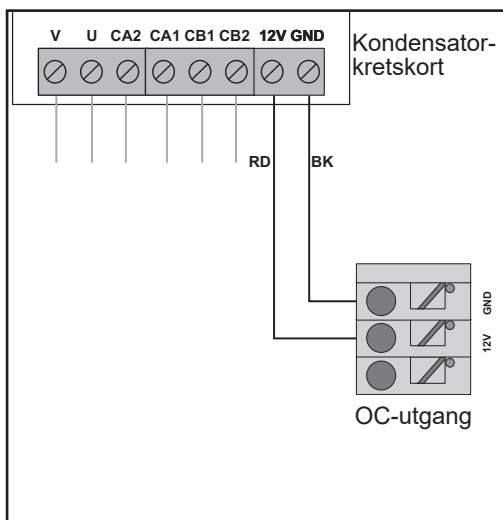 V U CA2 CA1 CB1 CB2 12V GND
Kondensator-
kretskort
RD BK
GND
12V
OC-utgang